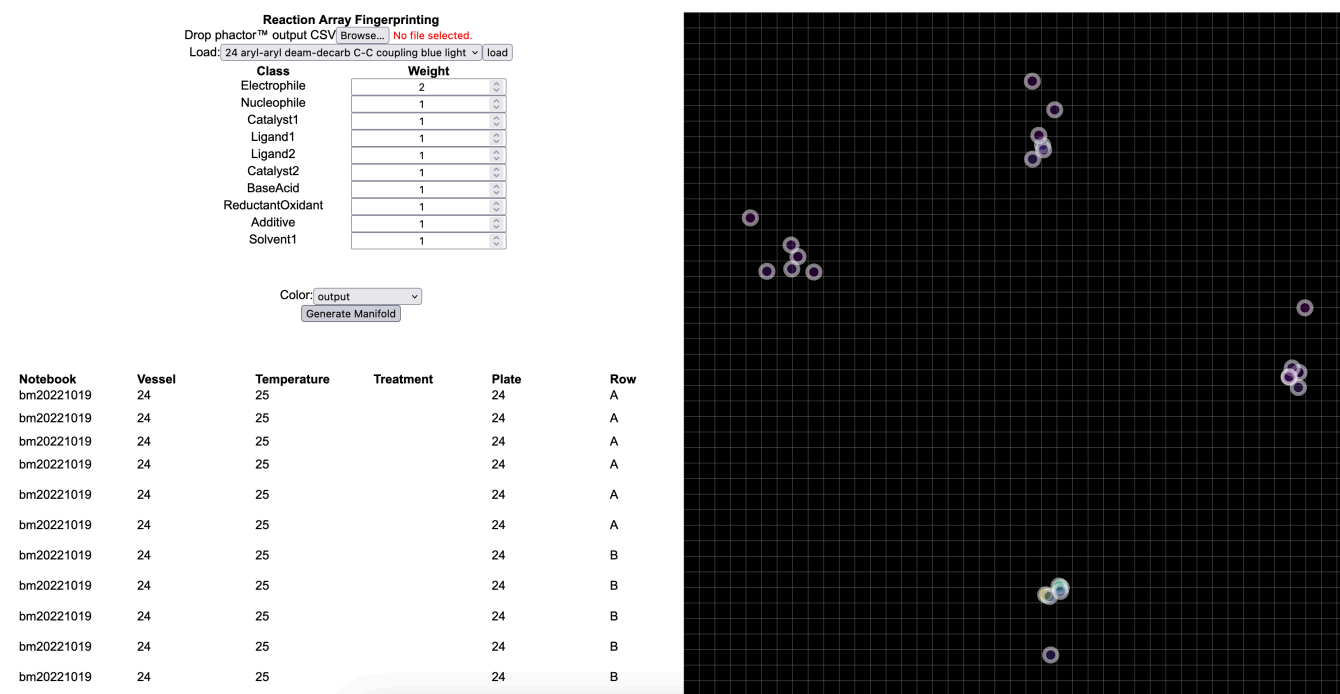 Reaction Array Fingerprinting
Drop phactor™ output CSV Browse... No file selected.
Load: 24 aryl-aryl deam-decarb C-C coupling blue light load
Class Weight
Electrophile 2
Nucleophile 1
Catalyst1 1
Ligand1 1
Ligand2 1
Catalyst2 1
BaseAcid 1
ReductantOxidant 1
Additive 1
Solvent1 1
Color: output
Generate Manifold
Notebook Vessel Temperature Treatment Plate Row
bm20221019 24 25 24 A
bm20221019 24 25 24 A
bm20221019 24 25 24 A
bm20221019 24 25 24 A
bm20221019 24 25 24 A
bm20221019 24 25 24 A
bm20221019 24 25 24 B
bm20221019 24 25 24 B
bm20221019 24 25 24 B
bm20221019 24 25 24 B
bm20221019 24 25 24 B